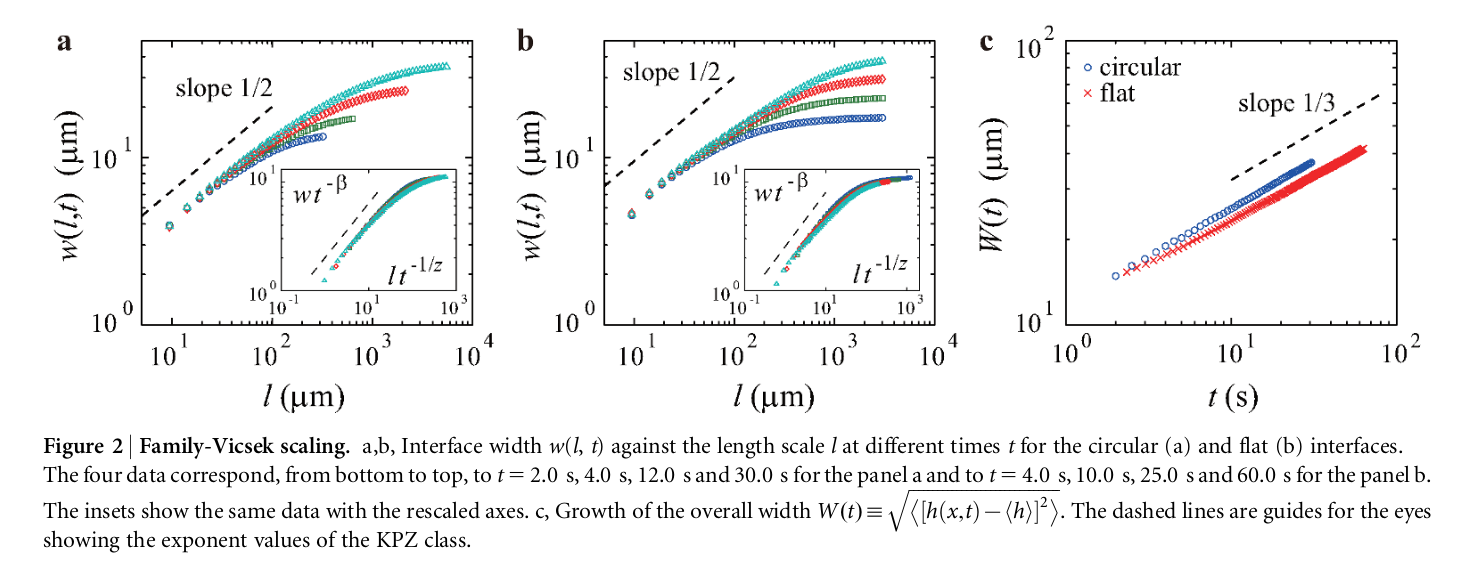 a
slope 1/2
w(l,t) (μm)
10^1
10^0
wt^-β
lt^-1/z
10^1
10^0
10^-1
10^1
10^3
10^1
10^2
10^3
10^4
l (μm)
b
slope 1/2
w(l,t) (μm)
10^1
10^0
wt^-β
lt^-1/z
10^1
10^0
10^-1
10^1
10^3
10^1
10^2
10^3
10^4
l (μm)
c
10^2
circular
flat
slope 1/3
W(t) (μm)
10^1
10^0
10^1
10^2
t (s)
Figure 2 | Family-Vicsek scaling. a,b, Interface width w(l, t) against the length scale l at different times t for the circular (a) and flat (b) interfaces.
The four data correspond, from bottom to top, to t = 2.0 s, 4.0 s, 12.0 s and 30.0 s for the panel a and to t = 4.0 s, 10.0 s, 25.0 s and 60.0 s for the panel b.
The insets show the same data with the rescaled axes. c, Growth of the overall width W(t) ≡ √⟨[h(x,t) − ⟨h⟩]^2⟩. The dashed lines are guides for the eyes
showing the exponent values of the KPZ class.